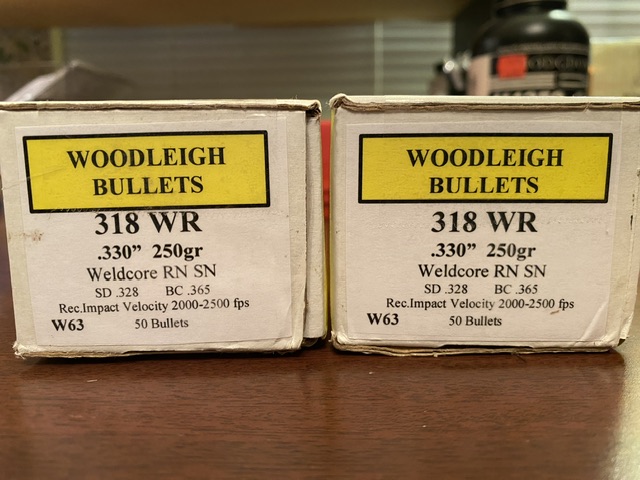 WOODLEIGH
BULLETS
318 WR
.330” 250gr
Weldcore RN SN
SD .328 BC .365
Rec.Impact Velocity 2000-2500 fps
W63 50 Bullets
WOODLEIGH
BULLETS
318 WR
.330” 250gr
Weldcore RN SN
SD .328 BC .365
Rec.Impact Velocity 2000-2500 fps
W63 50 Bullets